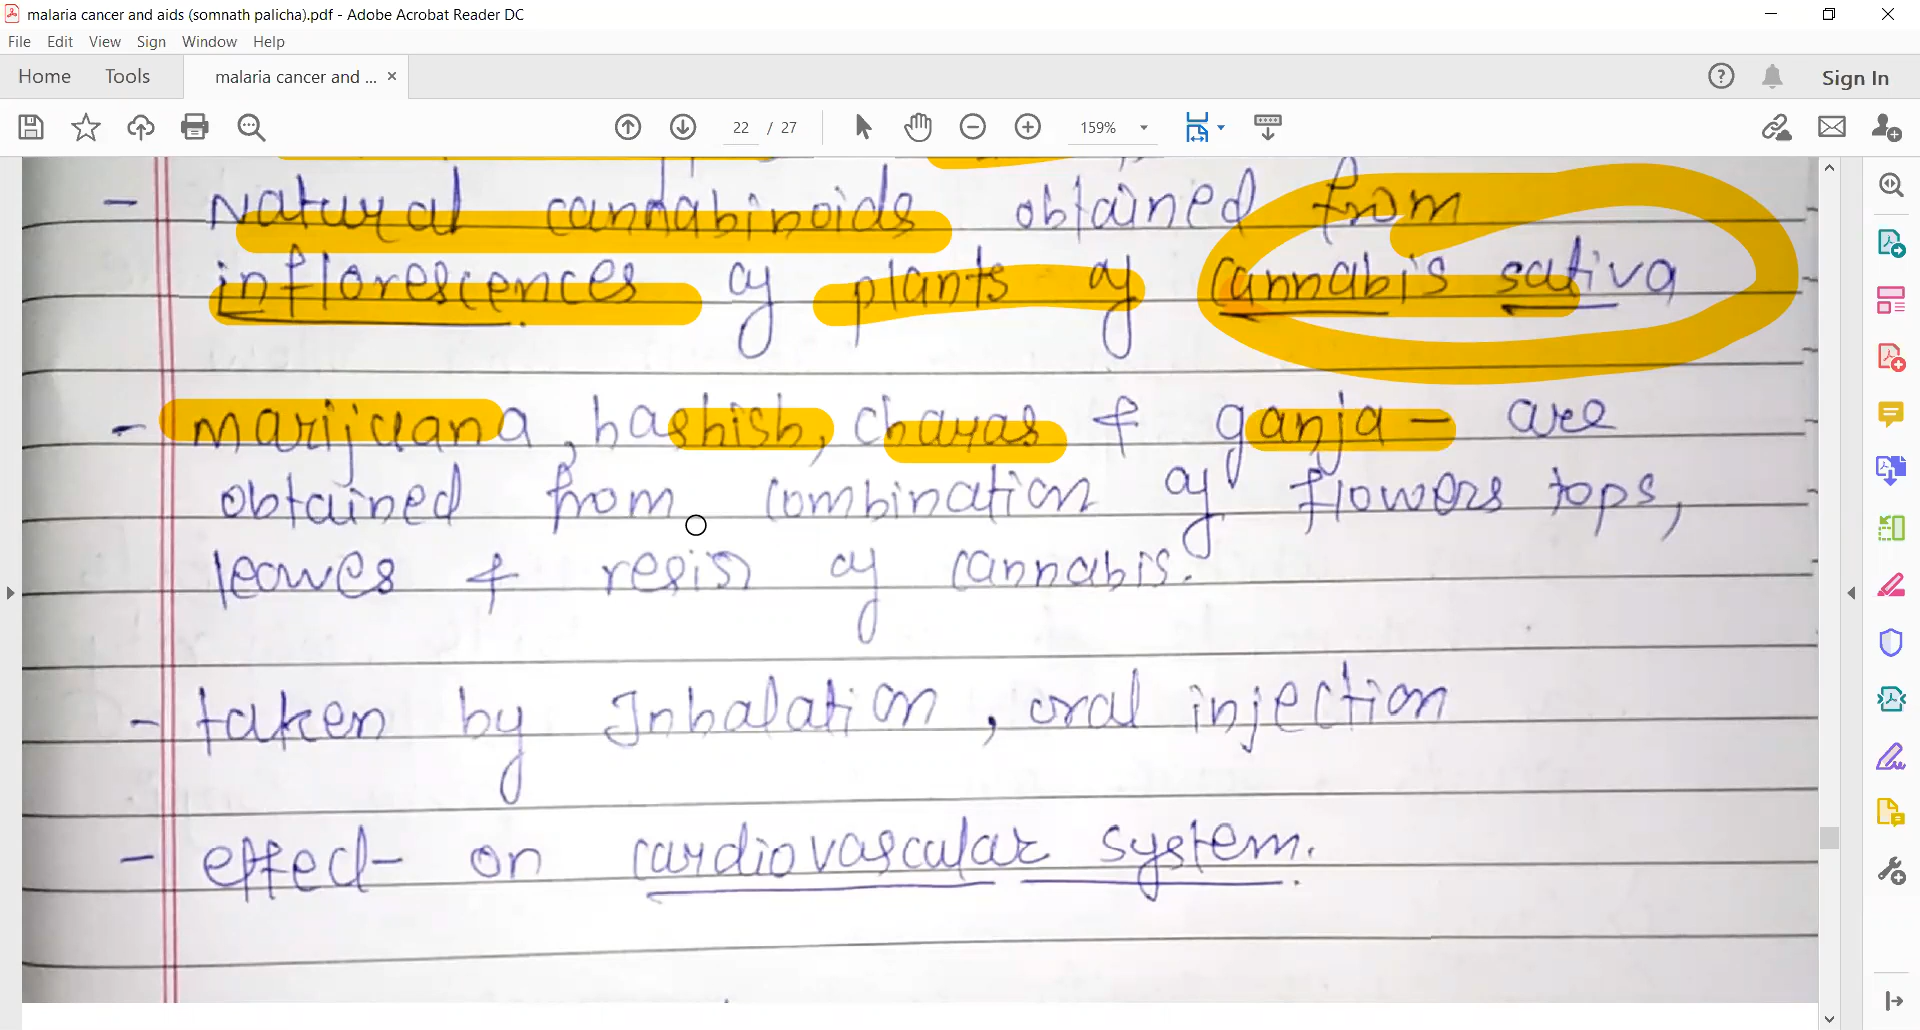 malaria cancer and aids (somnath palicha).pdf - Adobe Acrobat Reader DC
File Edit View Sign Window Help
Home Tools malaria cancer and ... × Sign In
22 / 27 159%
- Natural cannabinoids obtained from
inflorescences of plants of cannabis sativa
- marijuana, hashish, charas & ganja - are
obtained from combination of flowers tops,
leaves & resin of cannabis.
- taken by Inhalation, oral injection
- effect - on cardiovascular system.